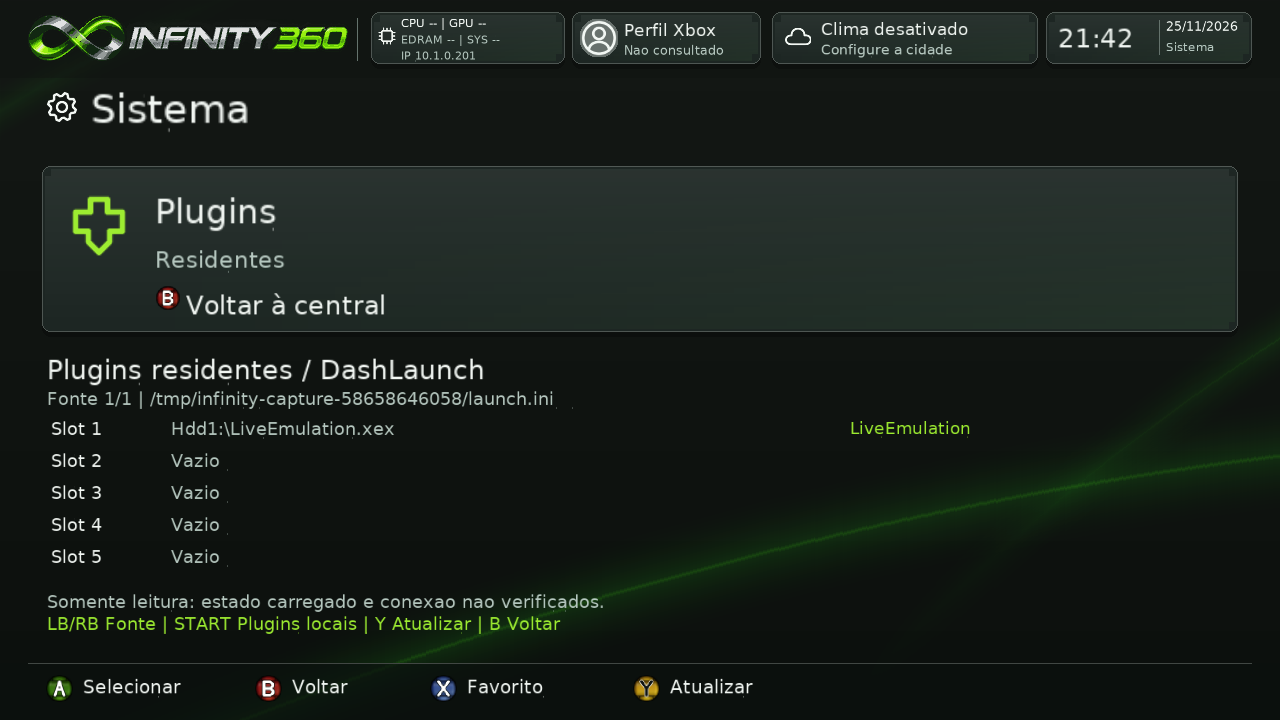 INFINITY 360
CPU -- | GPU --
EDRAM -- | SYS --
IP 10.1.0.201
Perfil Xbox
Nao consultado
Clima desativado
Configure a cidade
21:42
25/11/2026
Sistema
Sistema
Plugins
Residentes
B Voltar à central
Plugins residentes / DashLaunch
Fonte 1/1 | /tmp/infinity-capture-58658646058/launch.ini
Slot 1 Hdd1:\LiveEmulation.xex LiveEmulation
Slot 2 Vazio
Slot 3 Vazio
Slot 4 Vazio
Slot 5 Vazio
Somente leitura: estado carregado e conexao nao verificados.
LB/RB Fonte | START Plugins locais | Y Atualizar | B Voltar
A Selecionar B Voltar X Favorito Y Atualizar